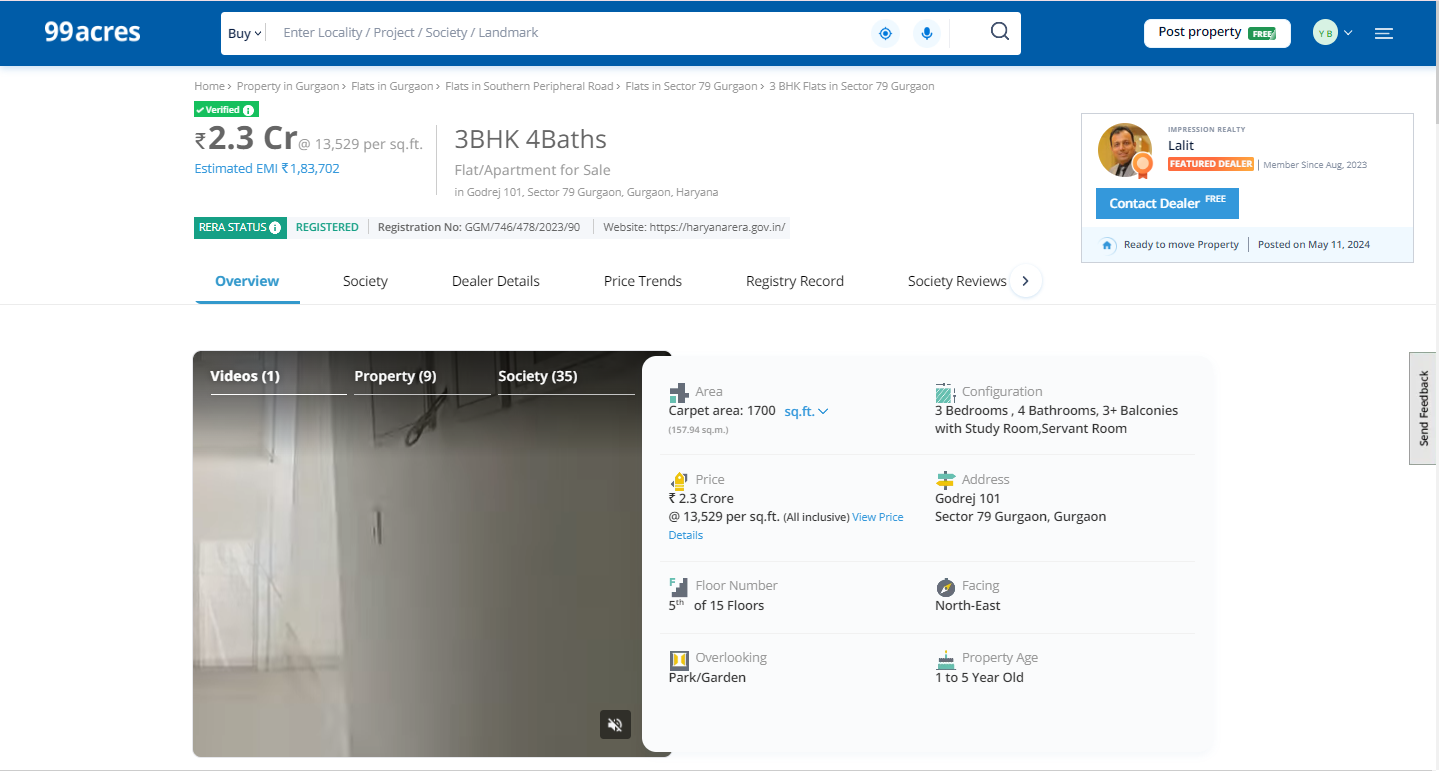 99acres
Buy
Enter Locality / Project / Society / Landmark
Post property FREE
Y B
Home › Property in Gurgaon › Flats in Gurgaon › Flats in Southern Peripheral Road › Flats in Sector 79 Gurgaon › 3 BHK Flats in Sector 79 Gurgaon
Verified
₹2.3 Cr @ 13,529 per sq.ft.
Estimated EMI ₹1,83,702
3BHK 4Baths
Flat/Apartment for Sale
in Godrej 101, Sector 79 Gurgaon, Gurgaon, Haryana
IMPRESSION REALTY
Lalit
FEATURED DEALER | Member Since Aug, 2023
Contact Dealer FREE
Ready to move Property | Posted on May 11, 2024
RERA STATUS REGISTERED Registration No: GGM/746/478/2023/90 Website: https://haryanarera.gov.in/
Overview Society Dealer Details Price Trends Registry Record Society Reviews
Videos (1) Property (9) Society (35)
Area
Carpet area: 1700 sq.ft.
(157.94 sq.m.)
Configuration
3 Bedrooms , 4 Bathrooms, 3+ Balconies
with Study Room,Servant Room
Price
₹ 2.3 Crore
@ 13,529 per sq.ft. (All inclusive) View Price
Details
Address
Godrej 101
Sector 79 Gurgaon, Gurgaon
F
Floor Number
5th of 15 Floors
Facing
North-East
Overlooking
Park/Garden
Property Age
1 to 5 Year Old
Send Feedback